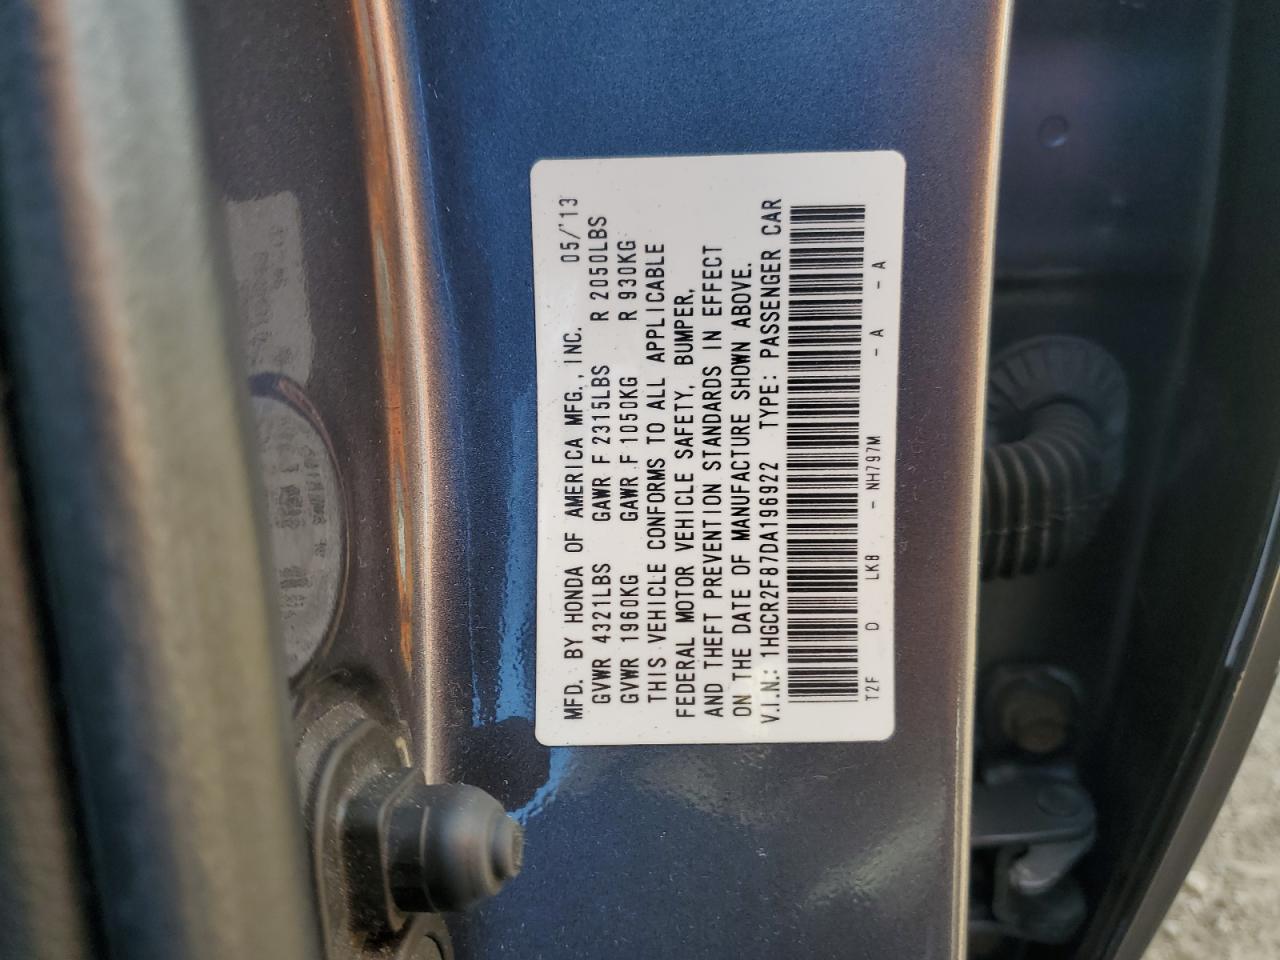 MFD. BY HONDA OF AMERICA MFG., INC. 05/'13
GVWR 4321LBS GAWR F 2315LBS R 2050LBS
GVWR 1960KG GAWR F 1050KG R 930KG
THIS VEHICLE CONFORMS TO ALL APPLICABLE
FEDERAL MOTOR VEHICLE SAFETY, BUMPER,
AND THEFT PREVENTION STANDARDS IN EFFECT
ON THE DATE OF MANUFACTURE SHOWN ABOVE.
V.I.N.: 1HGCR2F87DA196922 TYPE: PASSENGER CAR
T2F D LK8 - NH797M - A - A